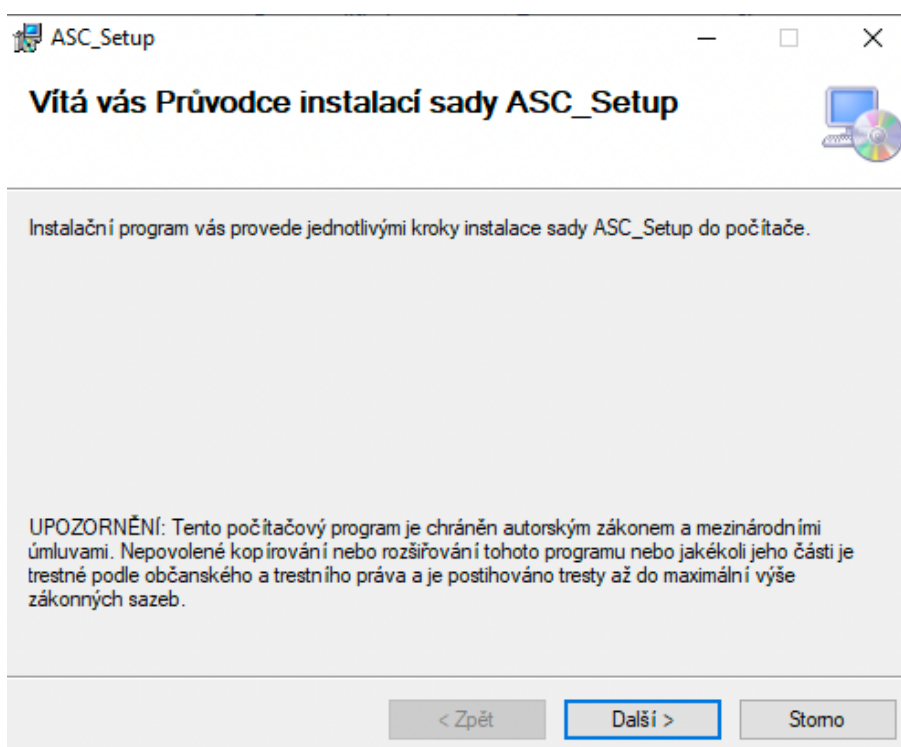 ASC_Setup
Vítá vás Průvodce instalací sady ASC_Setup
Instalační program vás provede jednotlivými kroky instalace sady ASC_Setup do počítače.
UPOZORNĚNÍ: Tento počítačový program je chráněn autorským zákonem a mezinárodními
úmluvami. Nepovolené kopírování nebo rozšiřování tohoto programu nebo jakékoli jeho části je
trestné podle občanského a trestního práva a je postihováno tresty až do maximální výše
zákonných sazeb.
< Zpět
Další >
Storno